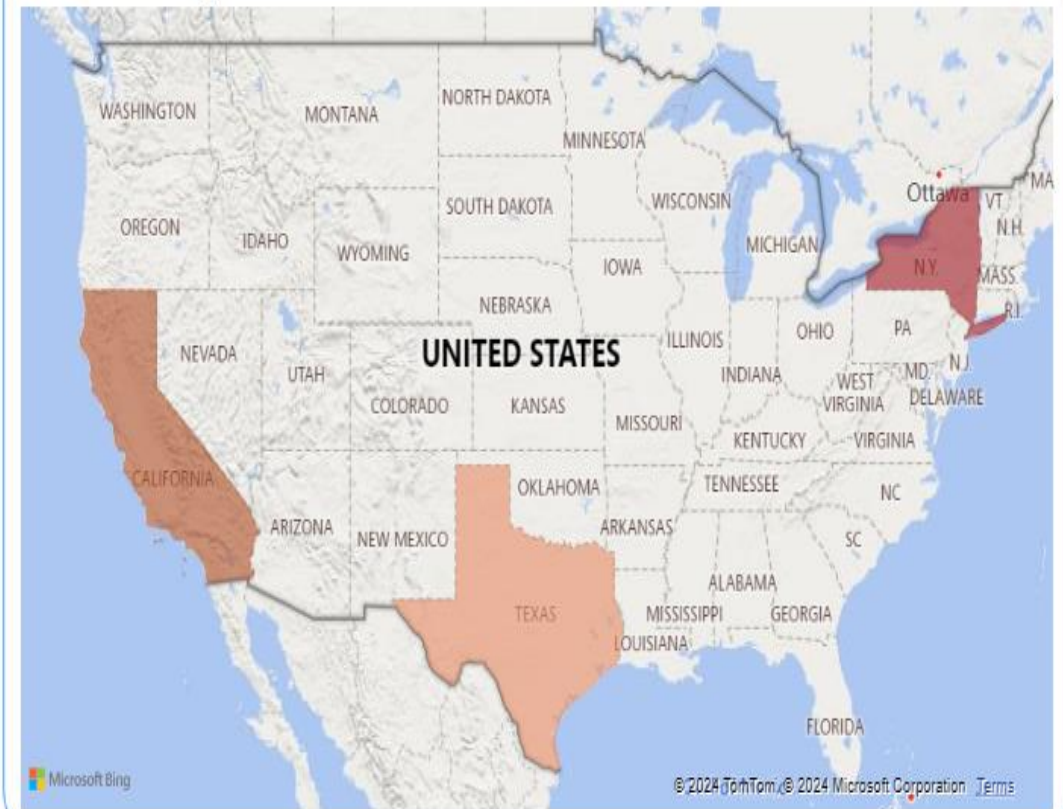 WASHINGTON
MONTANA
NORTH DAKOTA
MINNESOTA
Ottawa
MA
VT.
N.H.
OREGON
IDAHO
WYOMING
SOUTH DAKOTA
WISCONSIN
MICHIGAN
N.Y.
MASS.
R.I.
IOWA
NEBRASKA
NEVADA
UTAH
UNITED STATES
ILLINOIS
INDIANA
OHIO
PA
N.J.
MD.
DELAWARE
WEST
VIRGINIA
COLORADO
KANSAS
MISSOURI
KENTUCKY
VIRGINIA
CALIFORNIA
ARIZONA
NEW MEXICO
OKLAHOMA
ARKANSAS
TENNESSEE
NC
SC
TEXAS
ALABAMA
MISSISSIPPI
GEORGIA
LOUISIANA
FLORIDA
Microsoft Bing
© 2024 TomTom, © 2024 Microsoft Corporation Terms